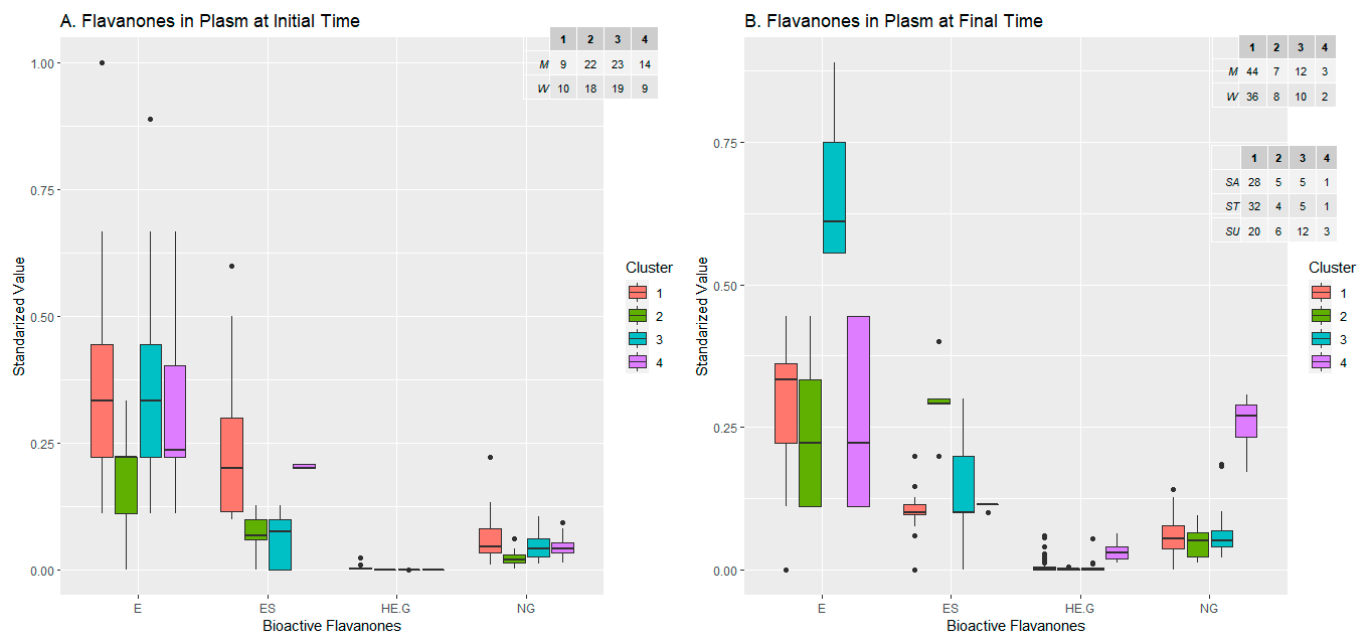 A. Flavanones in Plasm at Initial Time
1 2 3 4
M 9 22 23 14
W 10 18 19 9
1.00
0.75
0.50
0.25
0.00
Standarized Value
E ES HE.G NG
Bioactive Flavanones
Cluster
1
2
3
4
B. Flavanones in Plasm at Final Time
1 2 3 4
M 44 7 12 3
W 36 8 10 2
1 2 3 4
SA 28 5 5 1
ST 32 4 5 1
SU 20 6 12 3
0.75
0.50
0.25
0.00
Standarized Value
E ES HE.G NG
Bioactive Flavanones
Cluster
1
2
3
4